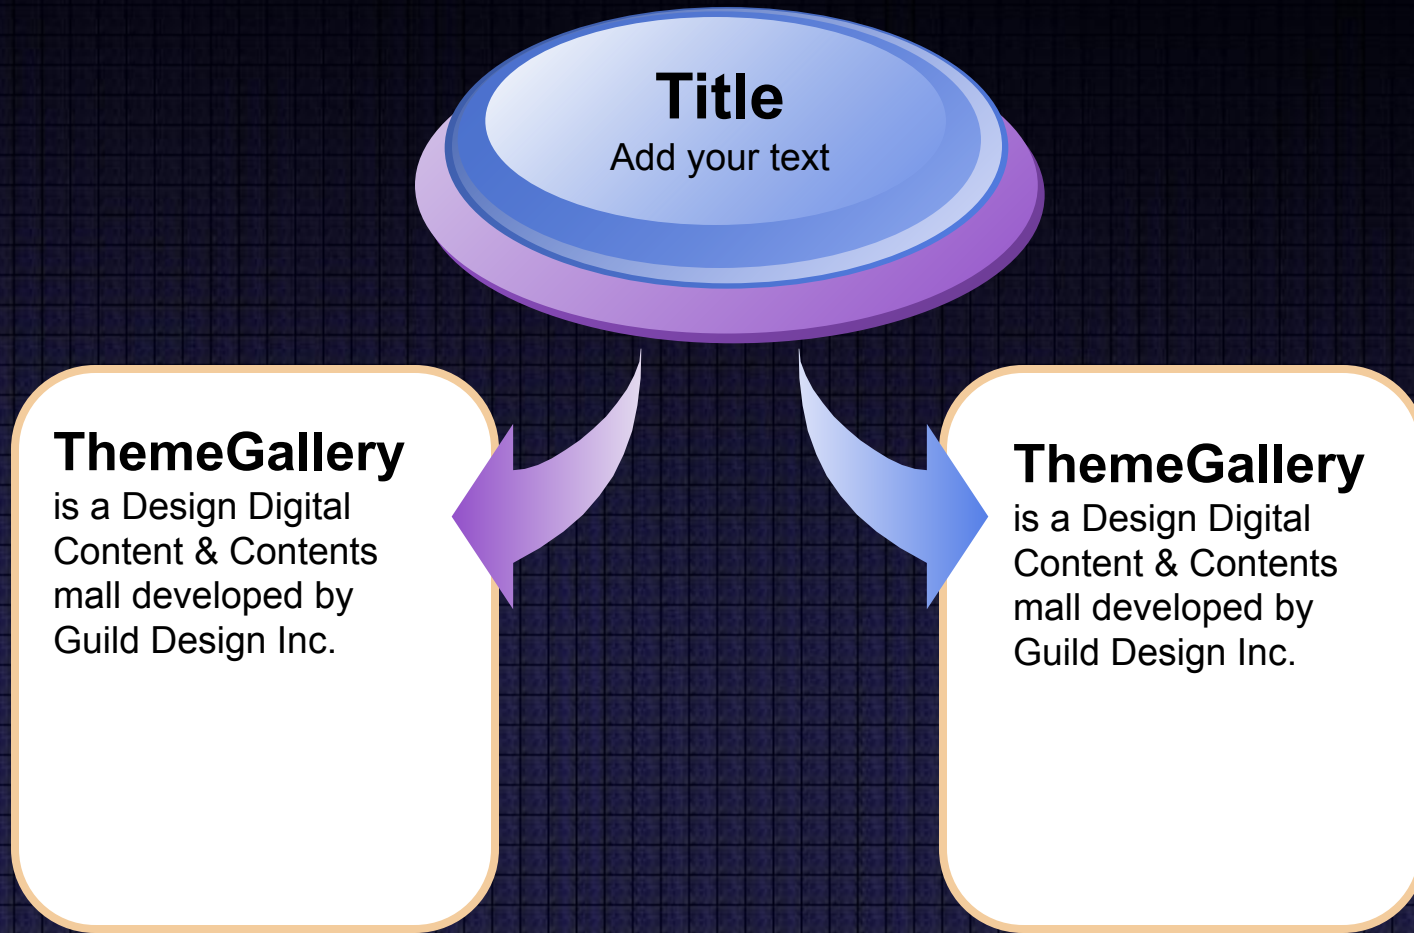 Title
Add your text
ThemeGallery
is a Design Digital
Content & Contents
mall developed by
Guild Design Inc.
ThemeGallery
is a Design Digital
Content & Contents
mall developed by
Guild Design Inc.